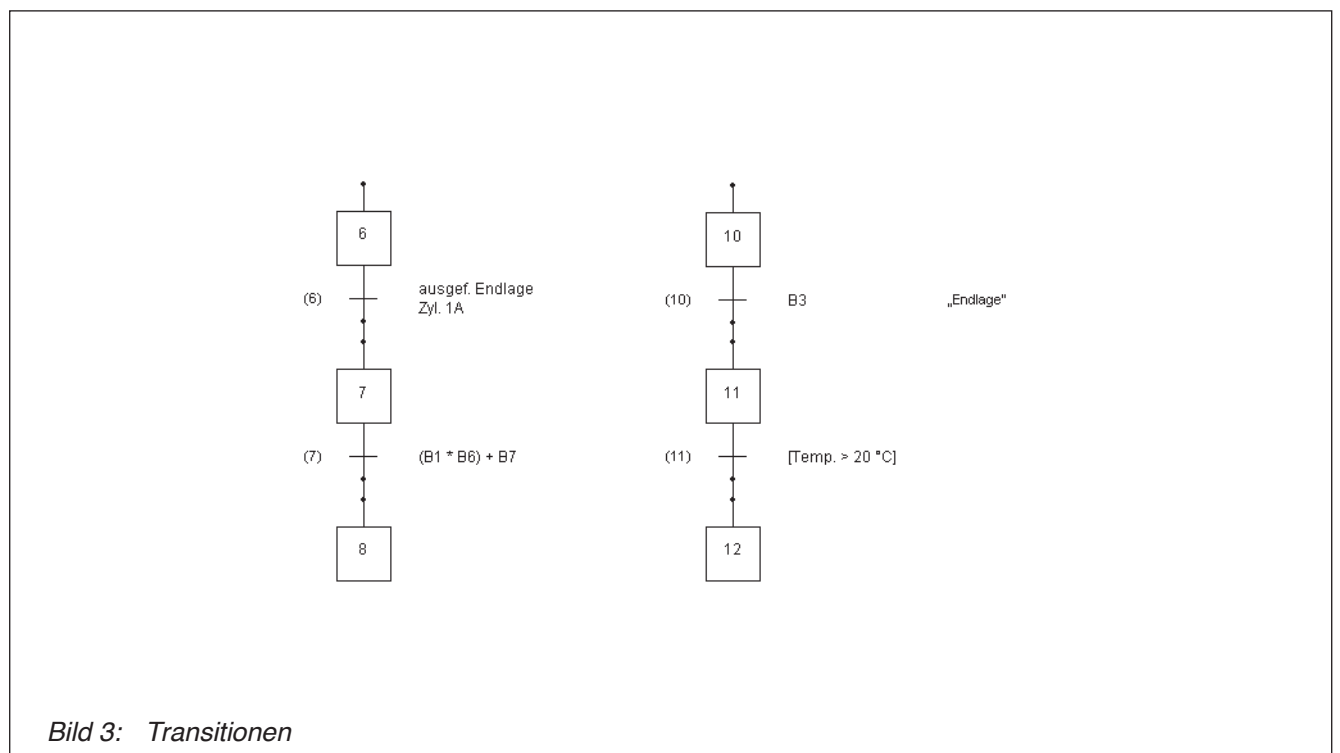 6
(6)
ausgef. Endlage
Zyl. 1A
7
(7)
(B1 * B6) + B7
8
10
(10)
B3
„Endlage"
11
(11)
[Temp. > 20 °C]
12
Bild 3: Transitionen